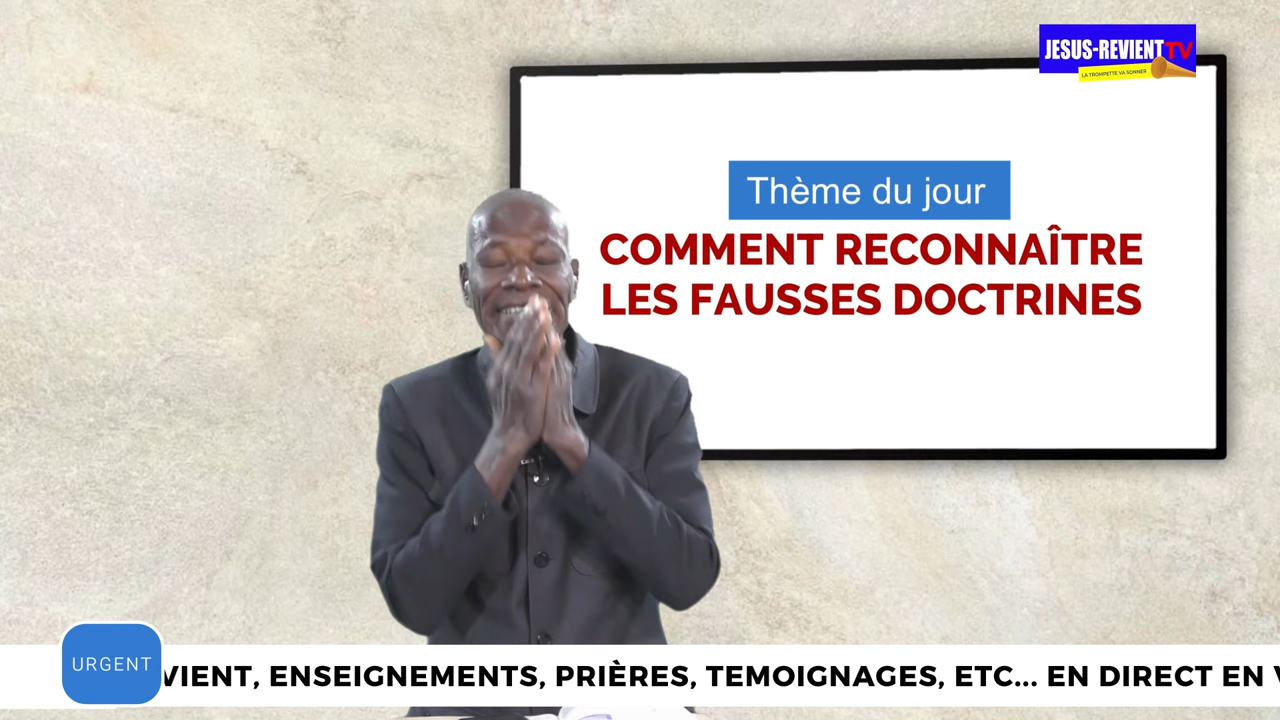 JESUS-REVIENT TV
LA TROMPETTE VA SONNER
Thème du jour
COMMENT RECONNAÎTRE
LES FAUSSES DOCTRINES
URGENT
VIENT, ENSEIGNEMENTS, PRIÈRES, TEMOIGNAGES, ETC... EN DIRECT EN